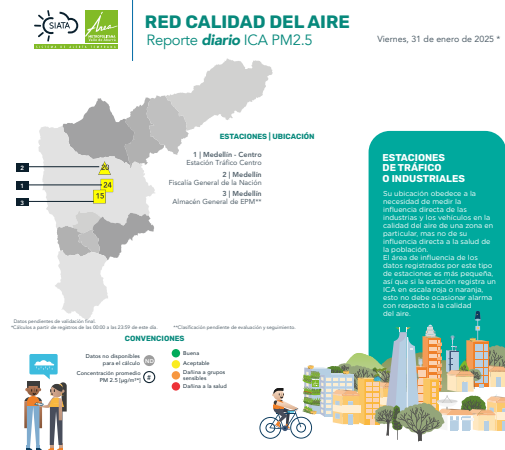 SIATA
Área
METROPOLITANA
Valle de Aburrá
SISTEMA DE ALERTA TEMPRANA
RED CALIDAD DEL AIRE
Reporte diario ICA PM2.5
Viernes, 31 de enero de 2025 *
ESTACIONES | UBICACIÓN
1 | Medellín - Centro
Estación Tráfico Centro
2 | Medellín
Fiscalía General de la Nación
3 | Medellín
Almacén General de EPM**
2
20
1
24
3
15
ESTACIONES
DE TRÁFICO
O INDUSTRIALES
Su ubicación obedece a la
necesidad de medir la
influencia directa de las
industrias y los vehículos en la
calidad del aire de una zona en
particular, mas no de su
influencia directa a la salud de
la población.
El área de influencia de los
datos registrados por este tipo
de estaciones es más pequeña,
así que si la estación registra un
ICA en escala roja o naranja,
esto no debe ocasionar alarma
con respecto a la calidad
del aire.
Datos pendientes de validación final.
*Cálculos a partir de registros de las 00:00 a las 23:59 de este día.
**Clasificación pendiente de evaluación y seguimiento.
CONVENCIONES
Datos no disponibles
para el cálculo
ND
Concentración promedio
PM 2.5 [µg/m³]
#
Buena
Aceptable
Dañina a grupos
sensibles
Dañina a la salud